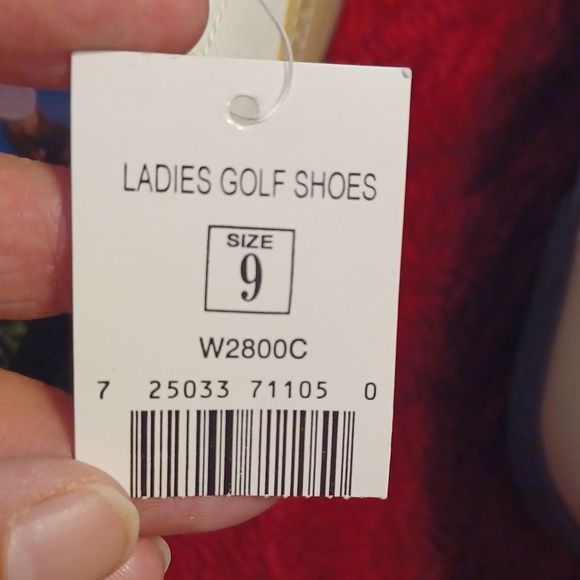 LADIES GOLF SHOES
SIZE
9
W2800C
7 25033 71105 0